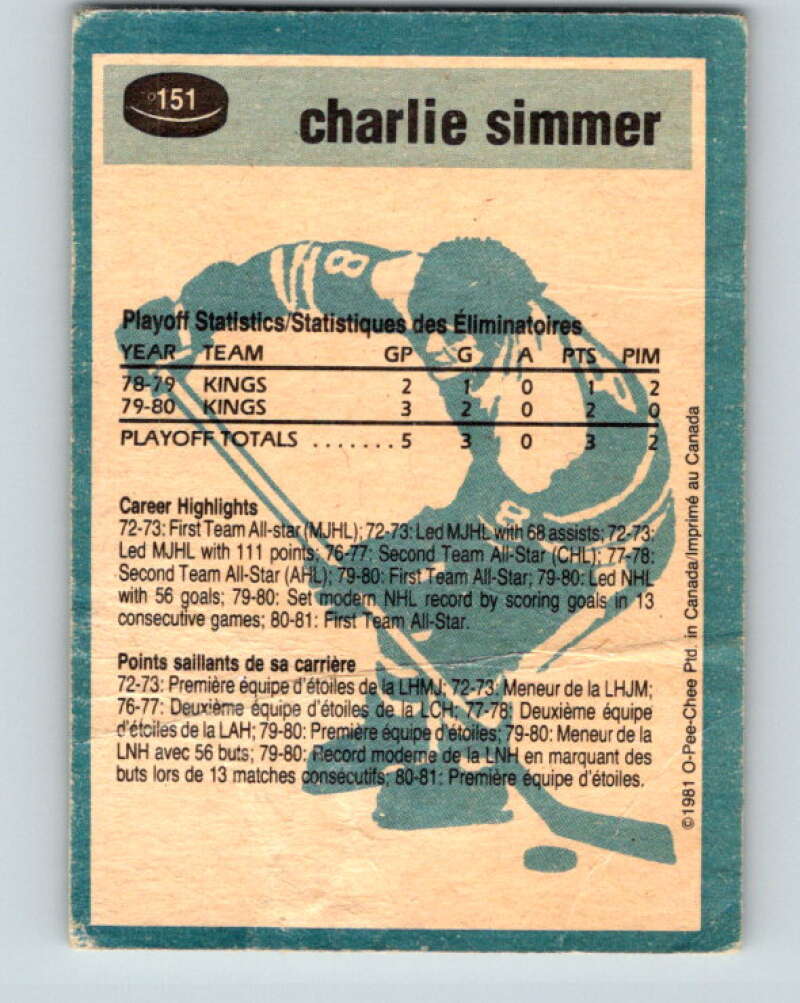 151
charlie simmer
8
Playoff Statistics/Statistiques des Éliminatoires
YEAR TEAM GP G A PTS PIM
78-79 KINGS 2 1 0 1 2
79-80 KINGS 3 2 0 2 0
PLAYOFF TOTALS ....... 5 3 0 3 2
8
Career Highlights
72-73: First Team All-star (MJHL); 72-73: Led MJHL with 68 assists; 72-73:
Led MJHL with 111 points; 76-77: Second Team All-Star (CHL); 77-78:
Second Team All-Star (AHL); 79-80: First Team All-Star; 79-80: Led NHL
with 56 goals; 79-80: Set modern NHL record by scoring goals in 13
consecutive games; 80-81: First Team All-Star.
Points saillants de sa carrière
72-73: Première équipe d'étoiles de la LHMJ; 72-73: Meneur de la LHJM;
76-77: Deuxième équipe d'étoiles de la LCH; 77-78: Deuxième équipe
d'étoiles de la LAH; 79-80: Première équipe d'étoiles; 79-80: Meneur de la
LNH avec 56 buts; 79-80: Record moderne de la LNH en marquant des
buts lors de 13 matches consécutifs; 80-81: Première équipe d'étoiles.
©1981 O-Pee-Chee Ptd. in Canada/Imprimé au Canada